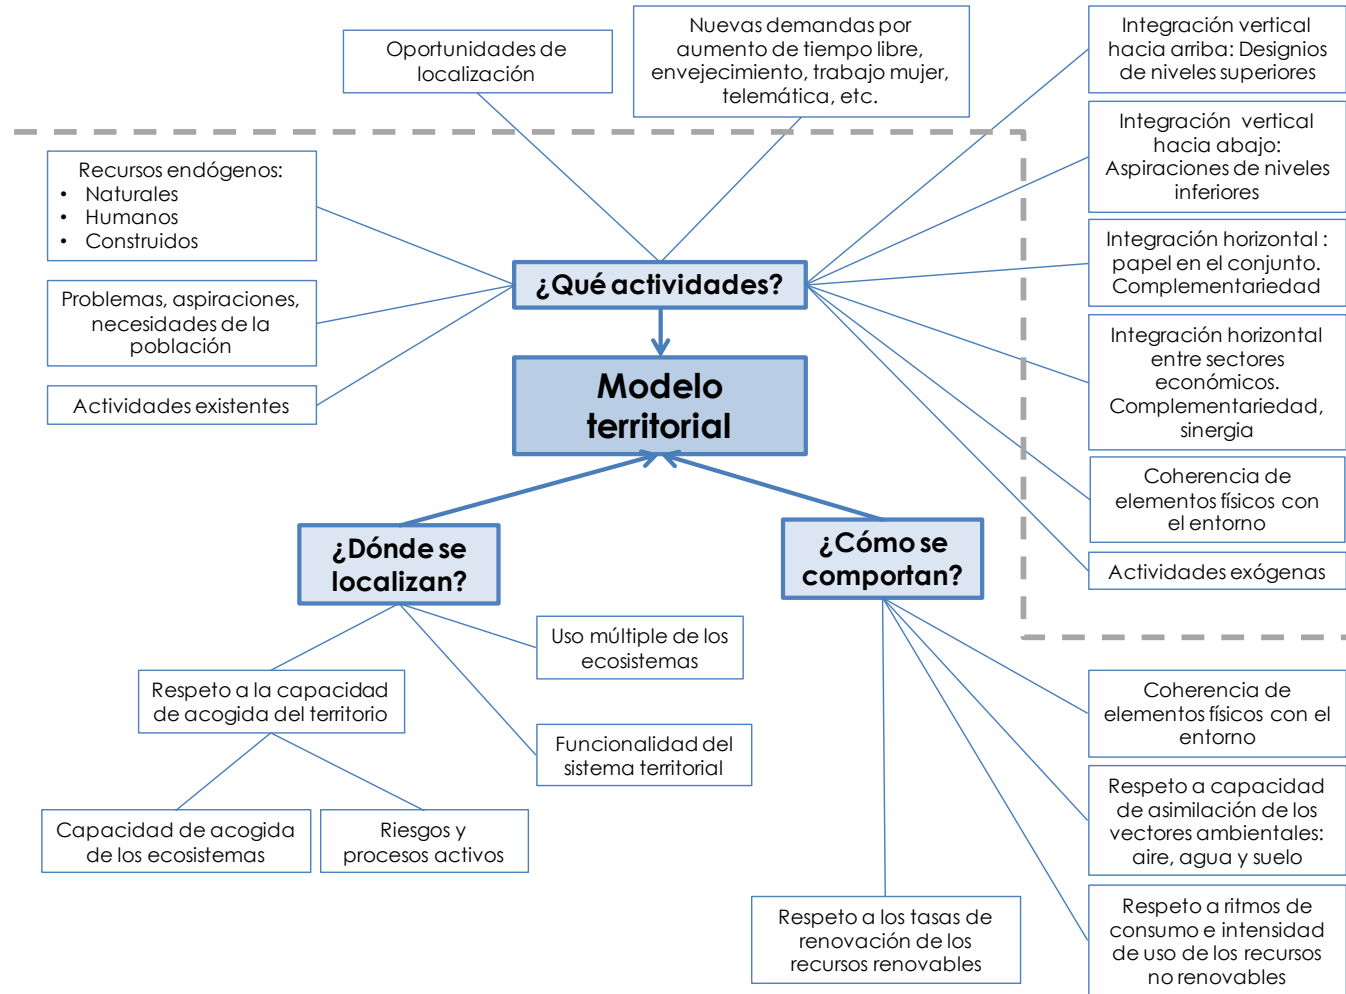 Oportunidades de
localización
Nuevas demandas por
aumento de tiempo libre,
envejecimiento, trabajo mujer,
telemática, etc.
Integración vertical
hacia arriba: Designios
de niveles superiores
Integración vertical
hacia abajo:
Aspiraciones de niveles
inferiores
Recursos endógenos:
• Naturales
• Humanos
• Construidos
Integración horizontal :
papel en el conjunto.
Complementariedad
¿Qué actividades?
Problemas, aspiraciones,
necesidades de la
población
Integración horizontal
entre sectores
económicos.
Complementariedad,
sinergia
Actividades existentes
Modelo
territorial
Coherencia de
elementos físicos con
el entorno
¿Dónde se
localizan?
¿Cómo se
comportan?
Actividades exógenas
Uso múltiple de los
ecosistemas
Respeto a la capacidad
de acogida del territorio
Coherencia de
elementos físicos con el
entorno
Funcionalidad del
sistema territorial
Respeto a capacidad
de asimilación de los
vectores ambientales:
aire, agua y suelo
Capacidad de acogida
de los ecosistemas
Riesgos y
procesos activos
Respeto a los tasas de
renovación de los
recursos renovables
Respeto a ritmos de
consumo e intensidad
de uso de los recursos
no renovables